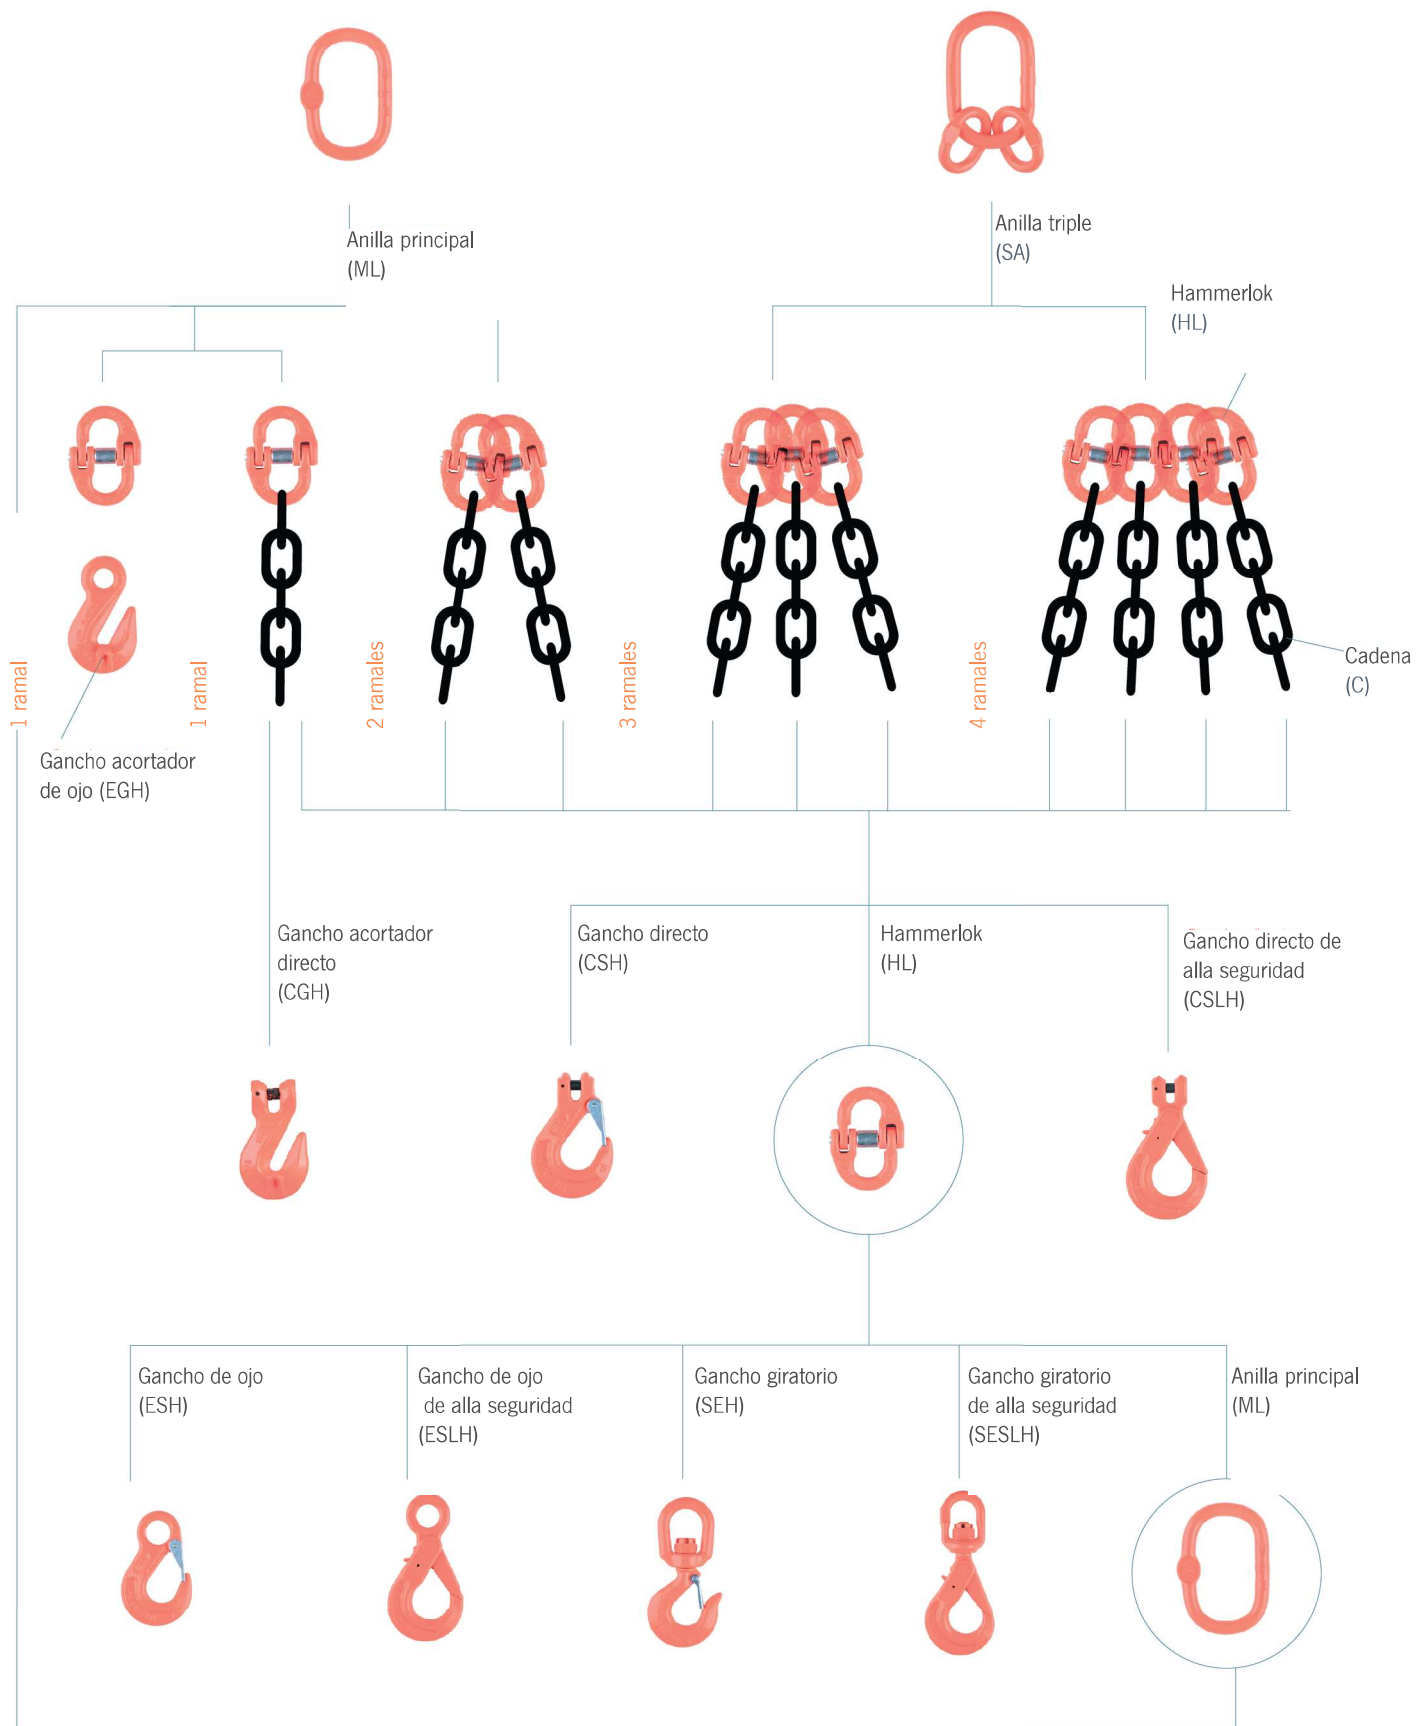 Anilla principal
(ML)
Anilla triple
(SA)
Hammerlok
(HL)
1 ramal
1 ramal
2 ramales
3 ramales
4 ramales
Cadena
(C)
Gancho acortador
de ojo (EGH)
Gancho acortador
directo
(CGH)
Gancho directo
(CSH)
Hammerlok
(HL)
Gancho directo de
alla seguridad
(CSLH)
Gancho de ojo
(ESH)
Gancho de ojo
de alla seguridad
(ESLH)
Gancho giratorio
(SEH)
Gancho giratorio
de alla seguridad
(SESLH)
Anilla principal
(ML)